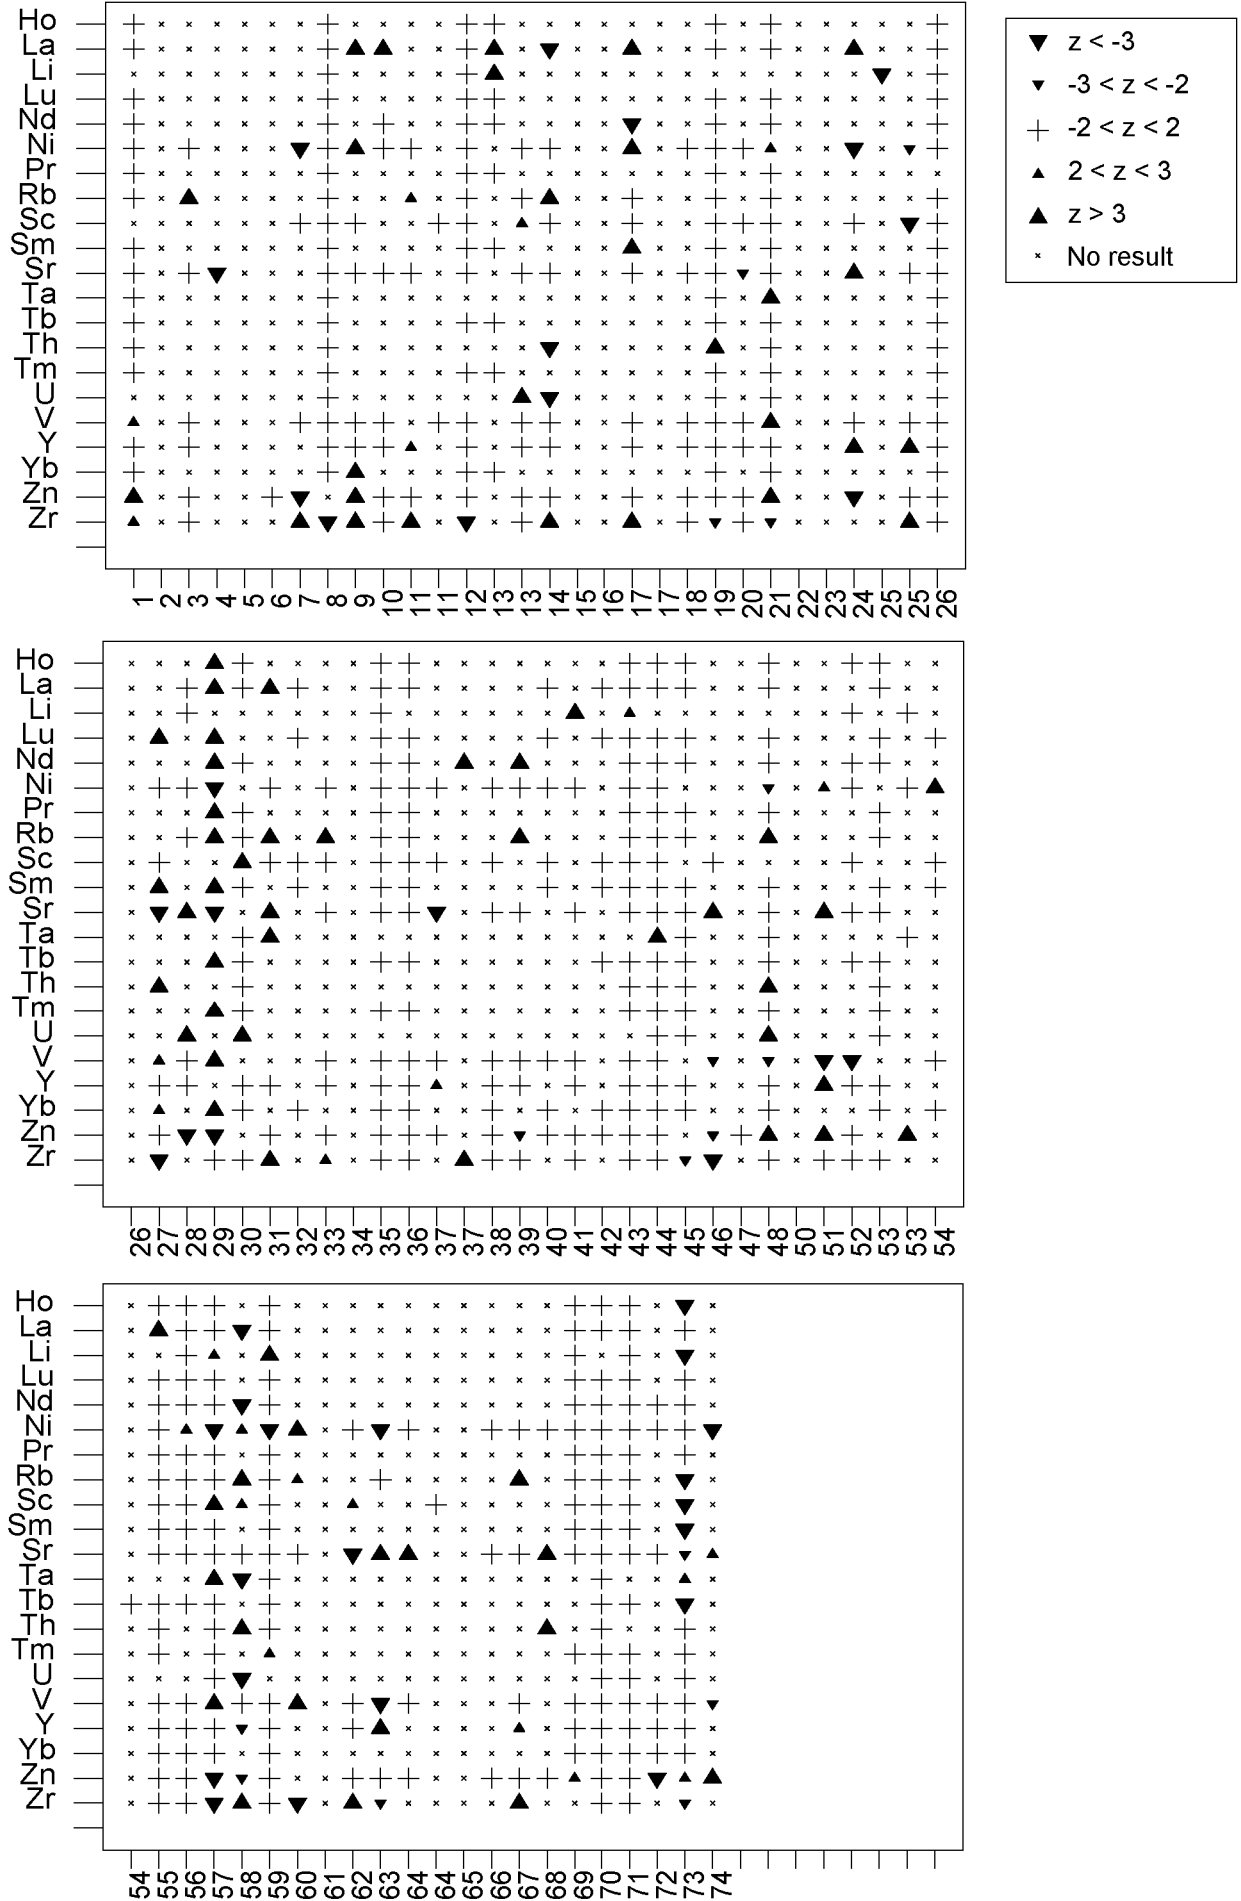 Ho
La
Li
Lu
Nd
Ni
Pr
Rb
Sc
Sm
Sr
Ta
Tb
Th
Tm
U
V
Y
Yb
Zn
Zr
1 2 3 4 5 6 7 8 9 10 11 11 12 13 13 14 15 16 17 17 18 19 20 21 22 23 24 25 25 26
z < -3
-3 < z < -2
-2 < z < 2
2 < z < 3
z > 3
No result
Ho
La
Li
Lu
Nd
Ni
Pr
Rb
Sc
Sm
Sr
Ta
Tb
Th
Tm
U
V
Y
Yb
Zn
Zr
26 27 28 29 30 31 32 33 34 35 36 37 37 38 39 40 41 42 43 44 45 46 47 48 50 51 52 53 53 54
Ho
La
Li
Lu
Nd
Ni
Pr
Rb
Sc
Sm
Sr
Ta
Tb
Th
Tm
U
V
Y
Yb
Zn
Zr
54 55 56 57 58 59 60 61 62 63 64 64 65 66 67 68 69 70 71 72 73 74